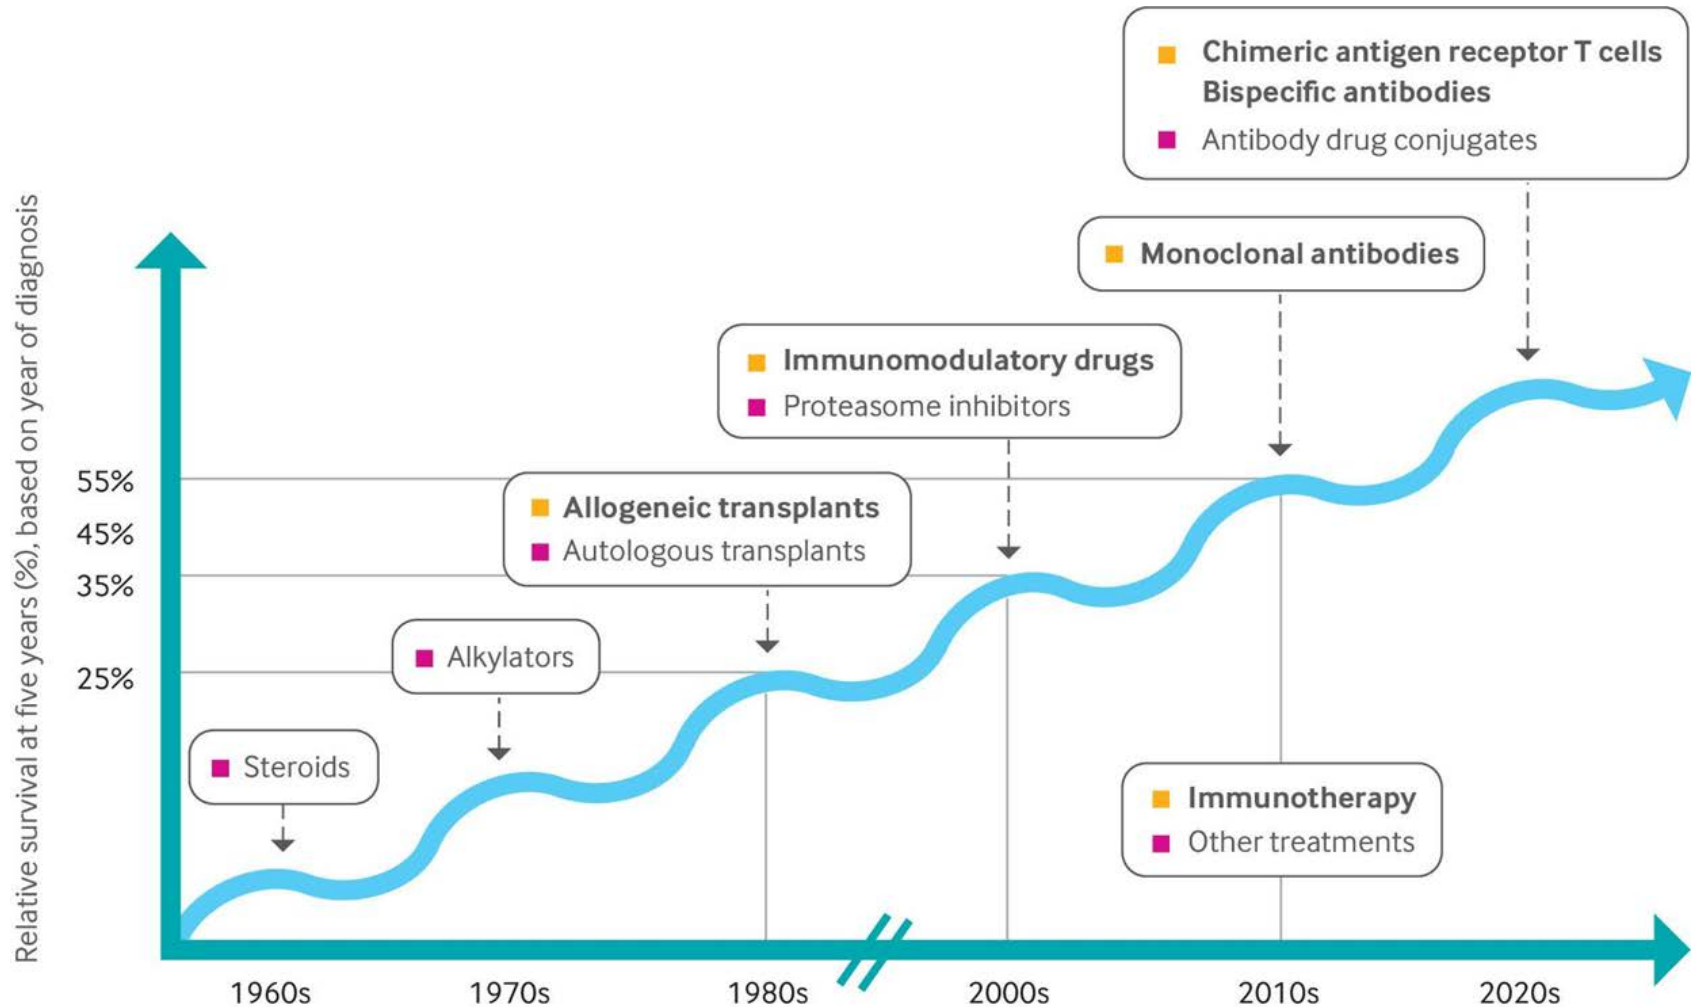 Relative survival at five years (%), based on year of diagnosis
Chimeric antigen receptor T cells
Bispecific antibodies
Antibody drug conjugates
Monoclonal antibodies
Immunomodulatory drugs
Proteasome inhibitors
Allogeneic transplants
Autologous transplants
Alkylators
Steroids
55%
45%
35%
25%
Immunotherapy
Other treatments
1960s
1970s
1980s
2000s
2010s
2020s